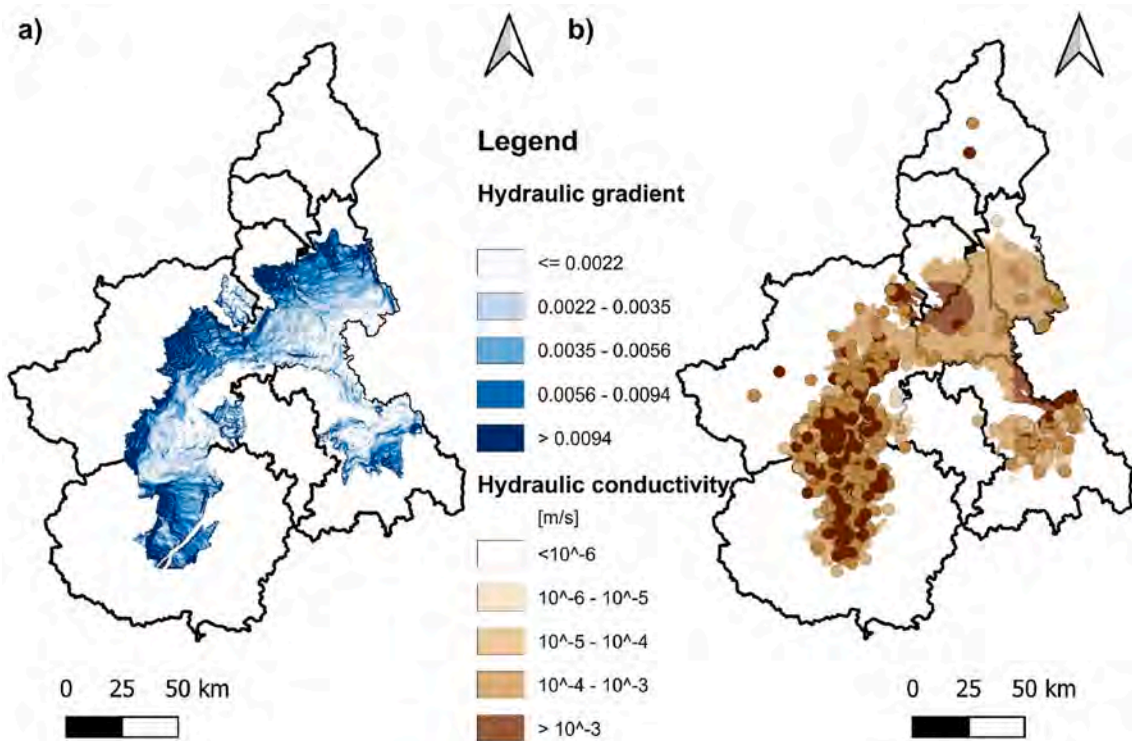 a)
b)
Legend
Hydraulic gradient
<= 0.0022
0.0022 - 0.0035
0.0035 - 0.0056
0.0056 - 0.0094
> 0.0094
Hydraulic conductivity
[m/s]
<10^-6
10^-6 - 10^-5
10^-5 - 10^-4
10^-4 - 10^-3
> 10^-3
0 25 50 km
0 25 50 km